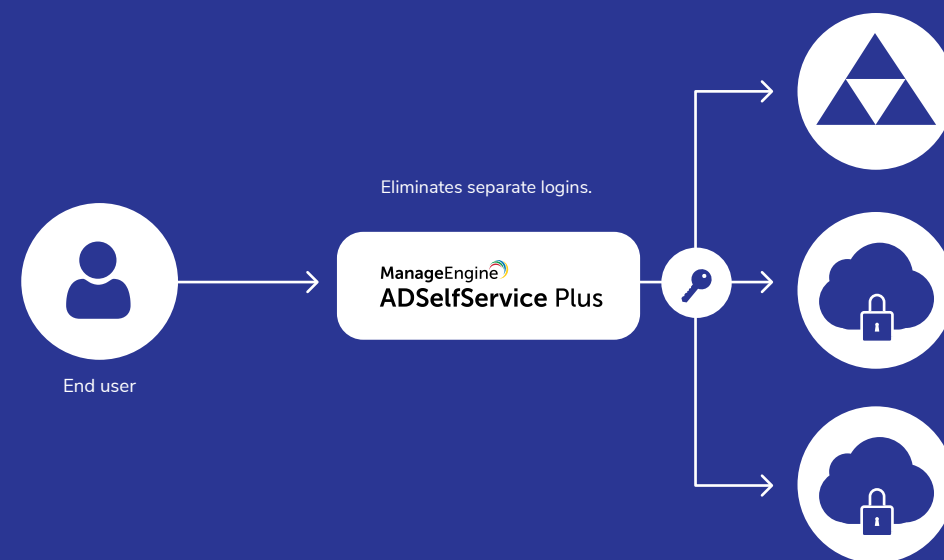 Eliminates separate logins.
ManageEngine
ADSelfService Plus
End user